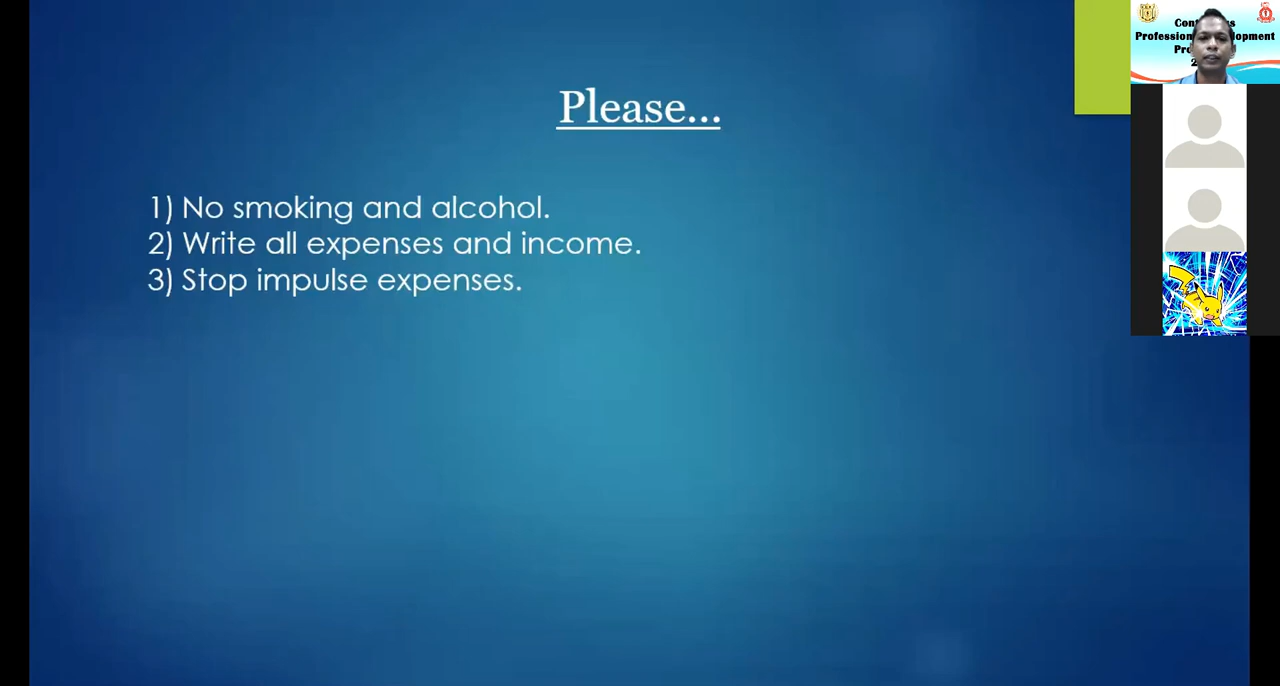 Please...
1) No smoking and alcohol.
2) Write all expenses and income.
3) Stop impulse expenses.